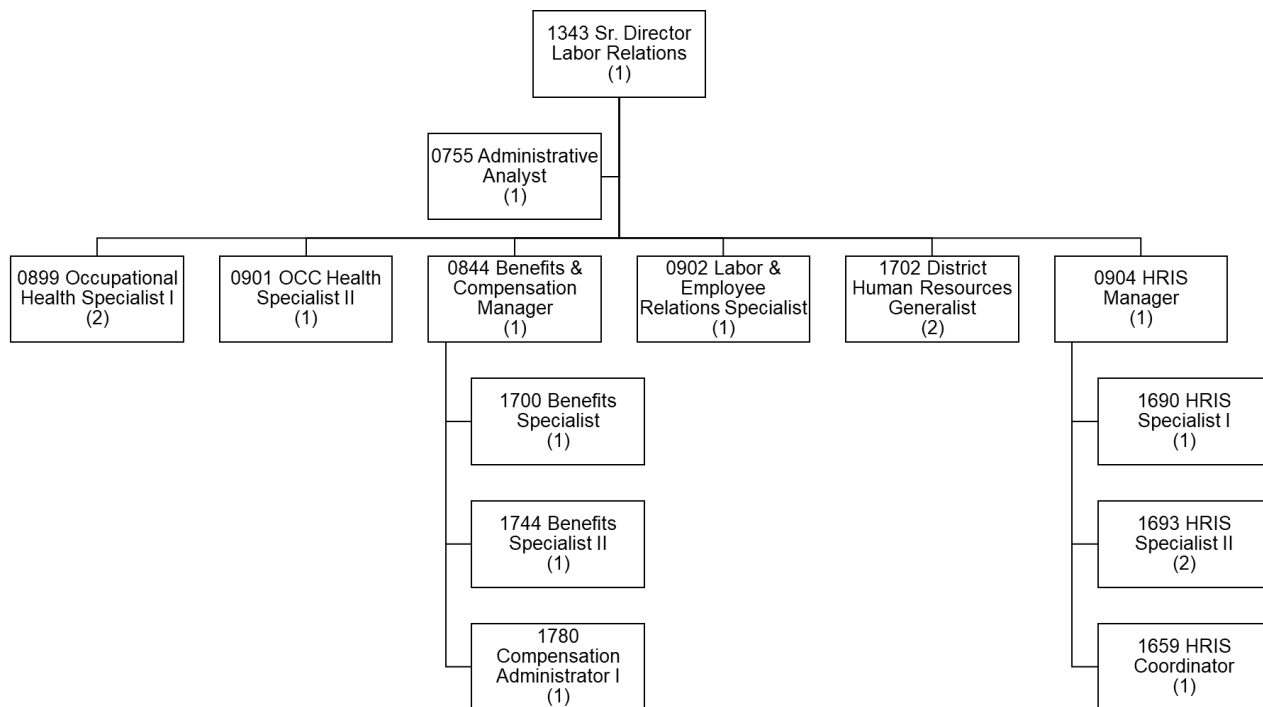 1343 Sr. Director
Labor Relations
(1)
0755 Administrative
Analyst
(1)
0899 Occupational
Health Specialist I
(2)
0901 OCC Health
Specialist II
(1)
0844 Benefits &
Compensation
Manager
(1)
0902 Labor &
Employee
Relations Specialist
(1)
1702 District
Human Resources
Generalist
(2)
0904 HRIS
Manager
(1)
1700 Benefits
Specialist
(1)
1744 Benefits
Specialist II
(1)
1780
Compensation
Administrator I
(1)
1690 HRIS
Specialist I
(1)
1693 HRIS
Specialist II
(2)
1659 HRIS
Coordinator
(1)